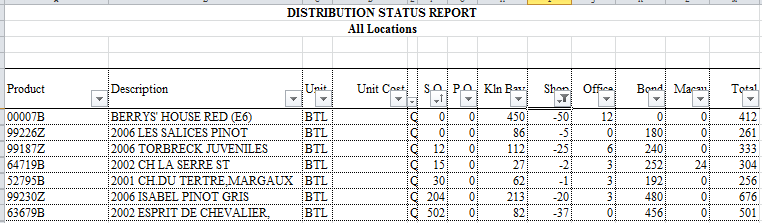 DISTRIBUTION STATUS REPORT
All Locations
Product Description Unit Unit Cost S.O. P.O. Kln Bay Shop Office Bond Macau Total
00007B BERRYS' HOUSE RED (E6) BTL Q 0 0 450 -50 12 0 0 412
99226Z 2006 LES SALICES PINOT BTL Q 0 0 86 -5 0 180 0 261
99187Z 2006 TORBRECK JUVENILES BTL Q 12 0 112 -25 6 240 0 333
64719B 2002 CH LA SERRE ST BTL Q 15 0 27 -2 3 252 24 304
52795B 2001 CH.DU TERTRE,MARGAUX BTL Q 30 0 62 -1 3 192 0 256
99230Z 2006 ISABEL PINOT GRIS BTL Q 204 0 213 -20 3 480 0 676
63679B 2002 ESPRIT DE CHEVALIER, BTL Q 502 0 82 -37 0 456 0 501